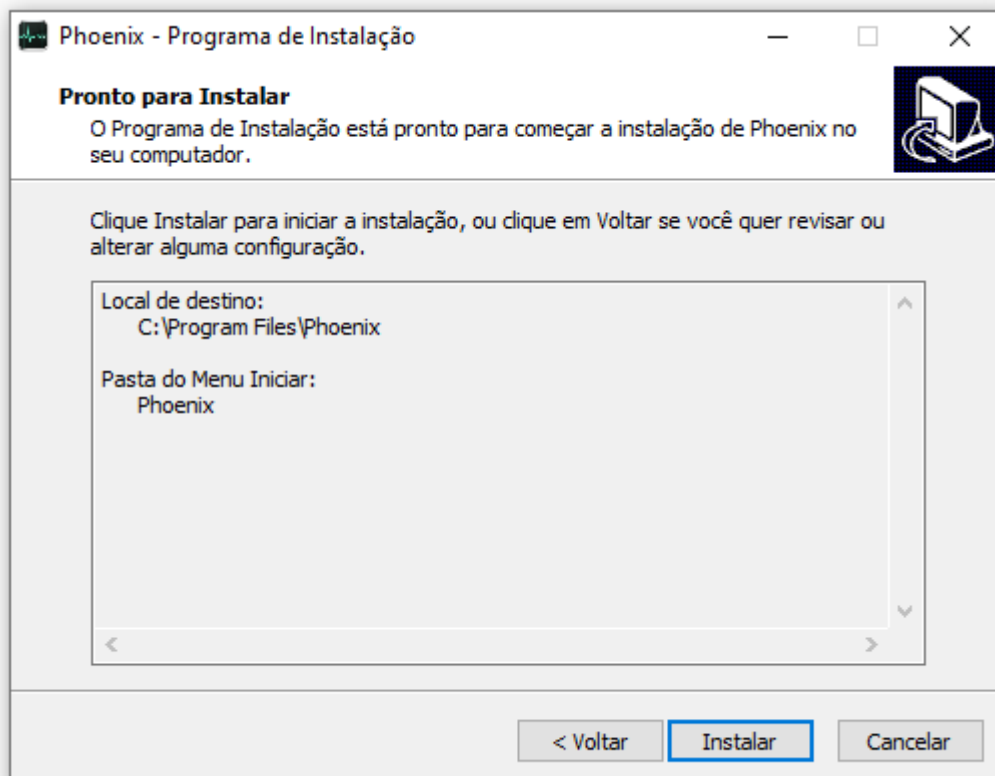 Phoenix - Programa de Instalação
Pronto para Instalar
O Programa de Instalação está pronto para começar a instalação de Phoenix no
seu computador.
Clique Instalar para iniciar a instalação, ou clique em Voltar se você quer revisar ou
alterar alguma configuração.
Local de destino:
C:\Program Files\Phoenix
Pasta do Menu Iniciar:
Phoenix
< Voltar
Instalar
Cancelar